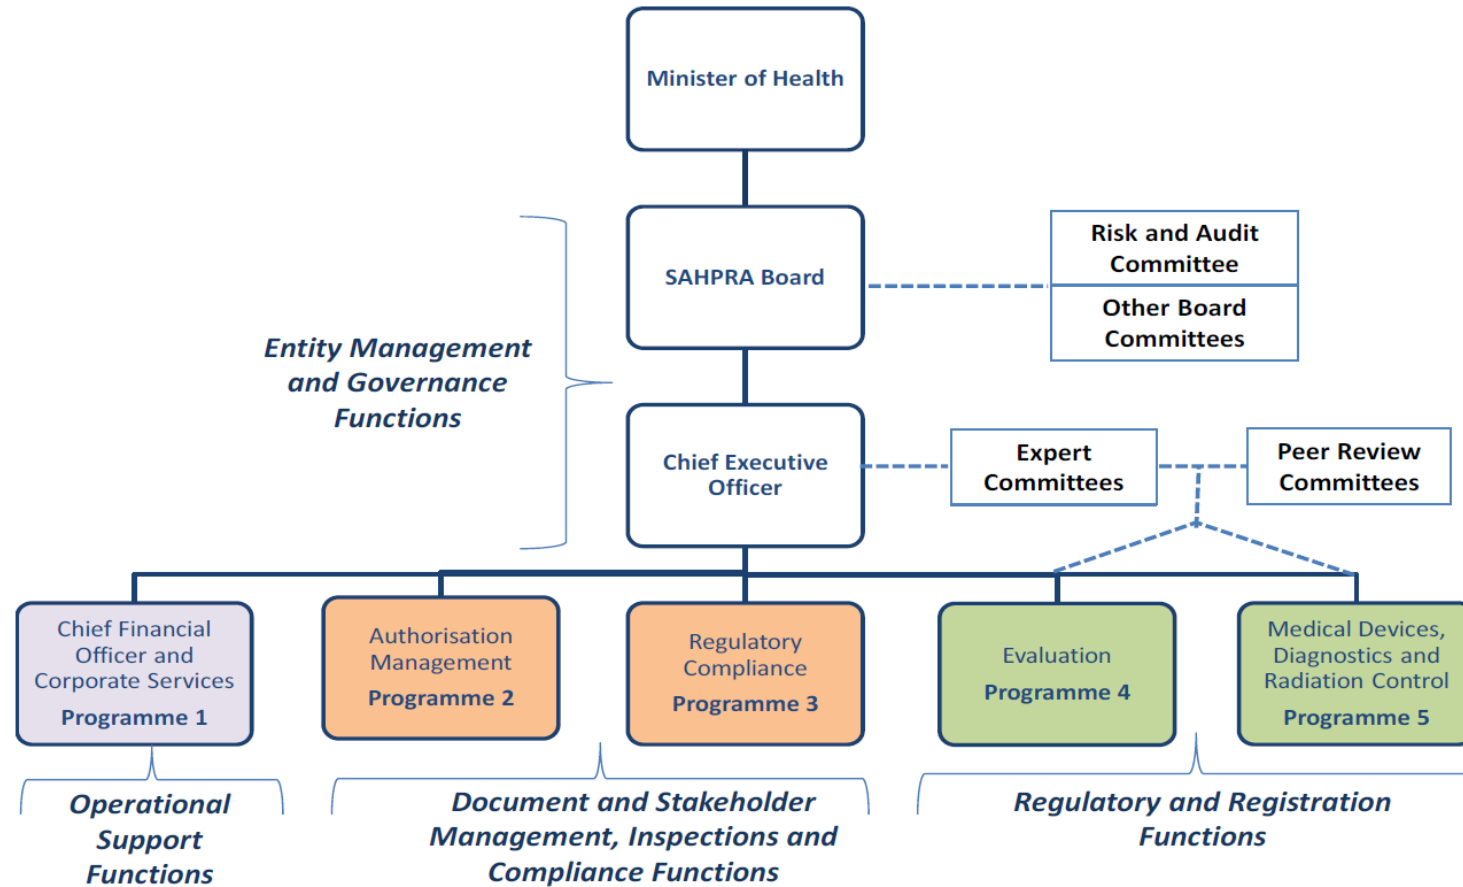 Minister of Health
SAHPRA Board
Risk and Audit
Committee
Other Board
Committees
Entity Management
and Governance
Functions
Chief Executive
Officer
Expert
Committees
Peer Review
Committees
Chief Financial
Officer and
Corporate Services
Programme 1
Authorisation
Management
Programme 2
Regulatory
Compliance
Programme 3
Evaluation
Programme 4
Medical Devices,
Diagnostics and
Radiation Control
Programme 5
Operational
Support
Functions
Document and Stakeholder
Management, Inspections and
Compliance Functions
Regulatory and Registration
Functions